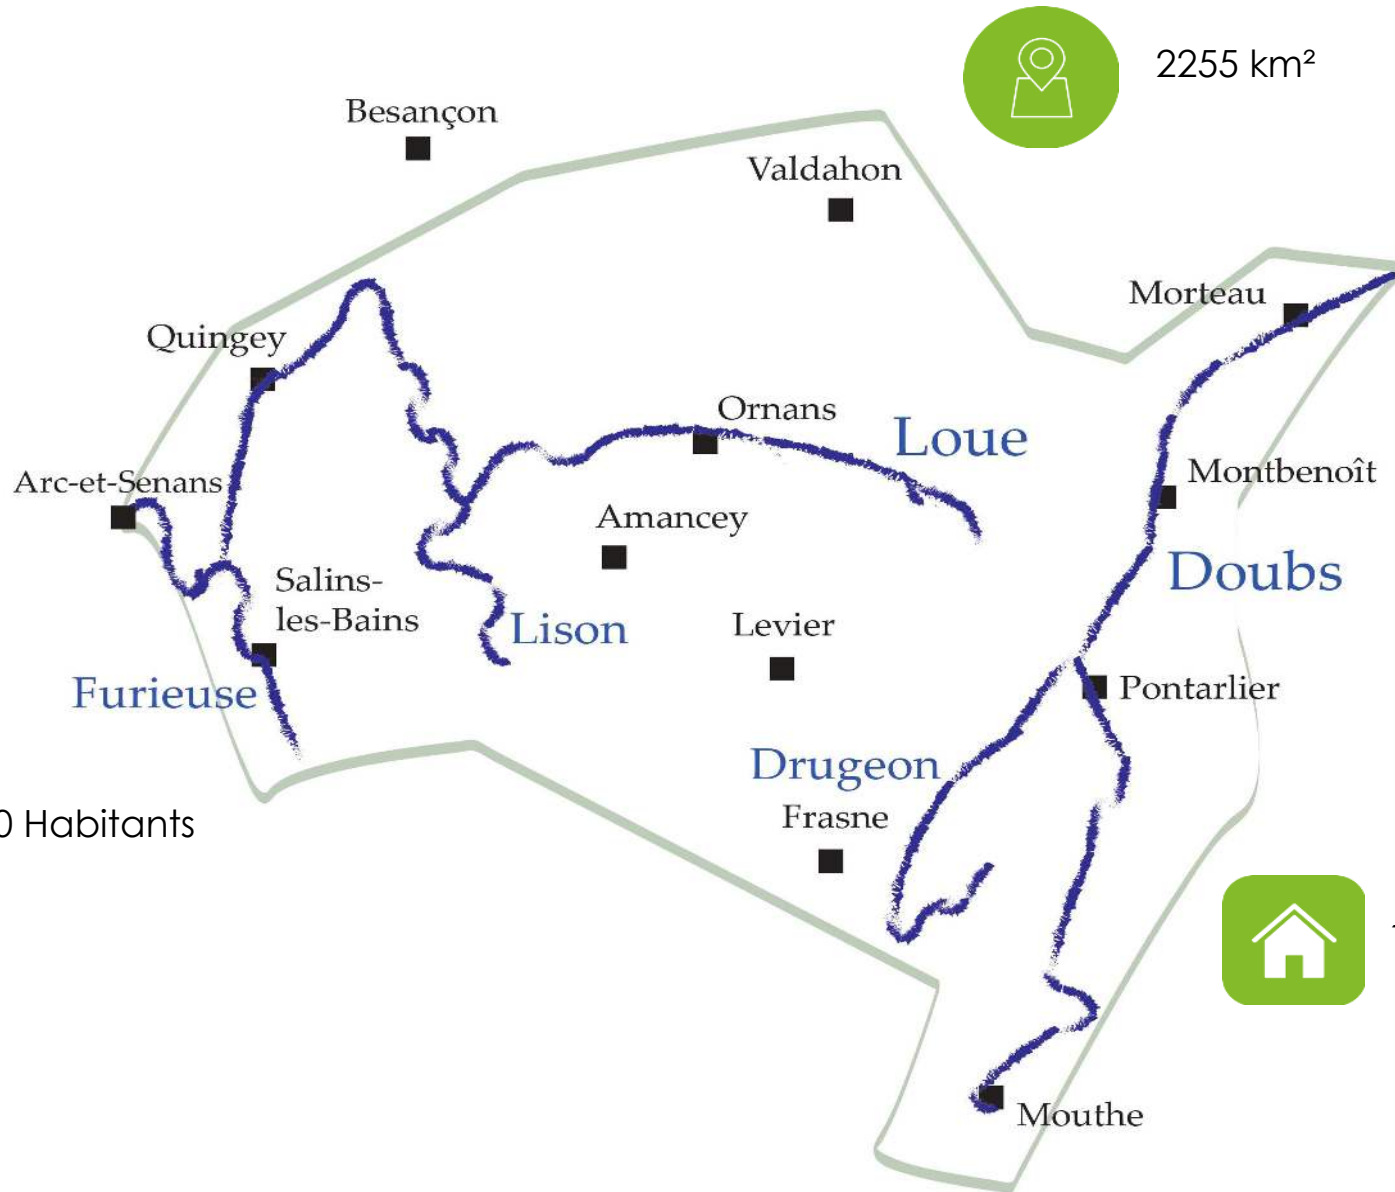 2255 km²
Besançon
Valdahon
Morteau
Quingey
Ornans
Loue
Montbenoît
Arc-et-Senans
Amancey
Doubs
Salins-
les-Bains
Lison
Levier
Furieuse
Pontarlier
Drugeon
Frasne
0 Habitants
Mouthe